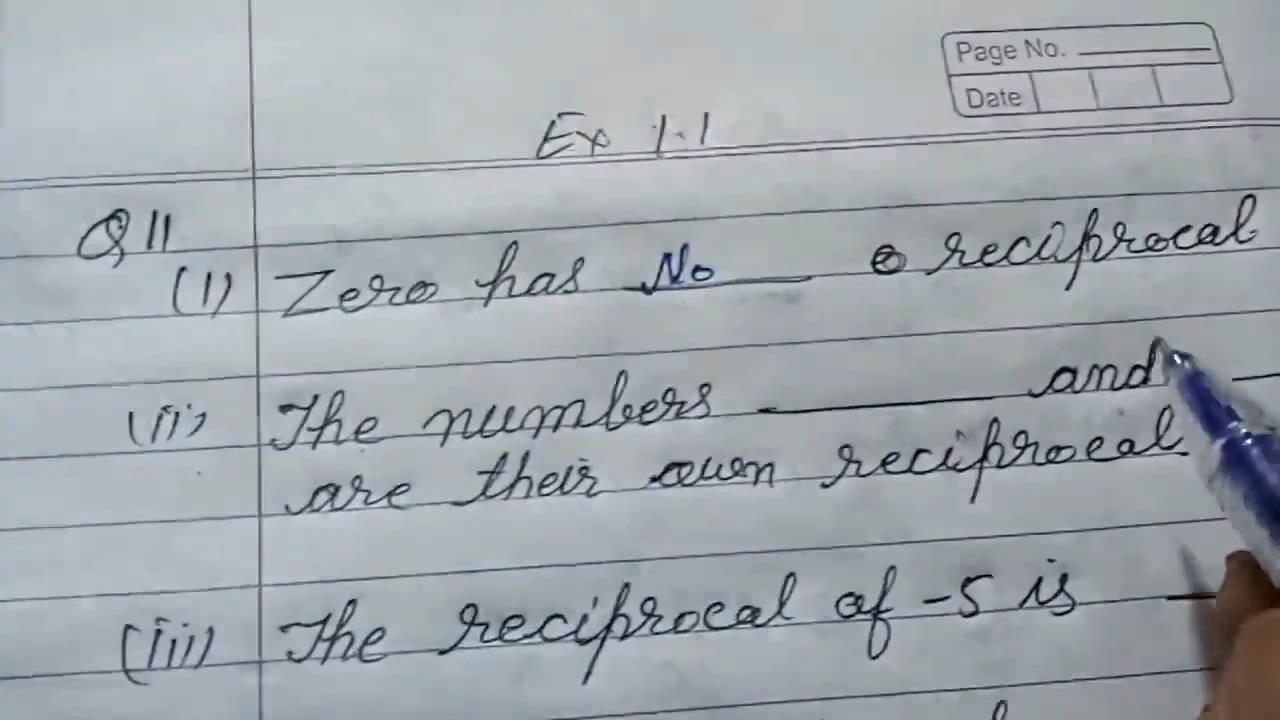 Page No.
Date
Ex 1.1
Q11
(i) Zero has No reciprocal
(ii) The numbers and
are their own reciprocal
(iii) The reciprocal of -5 is